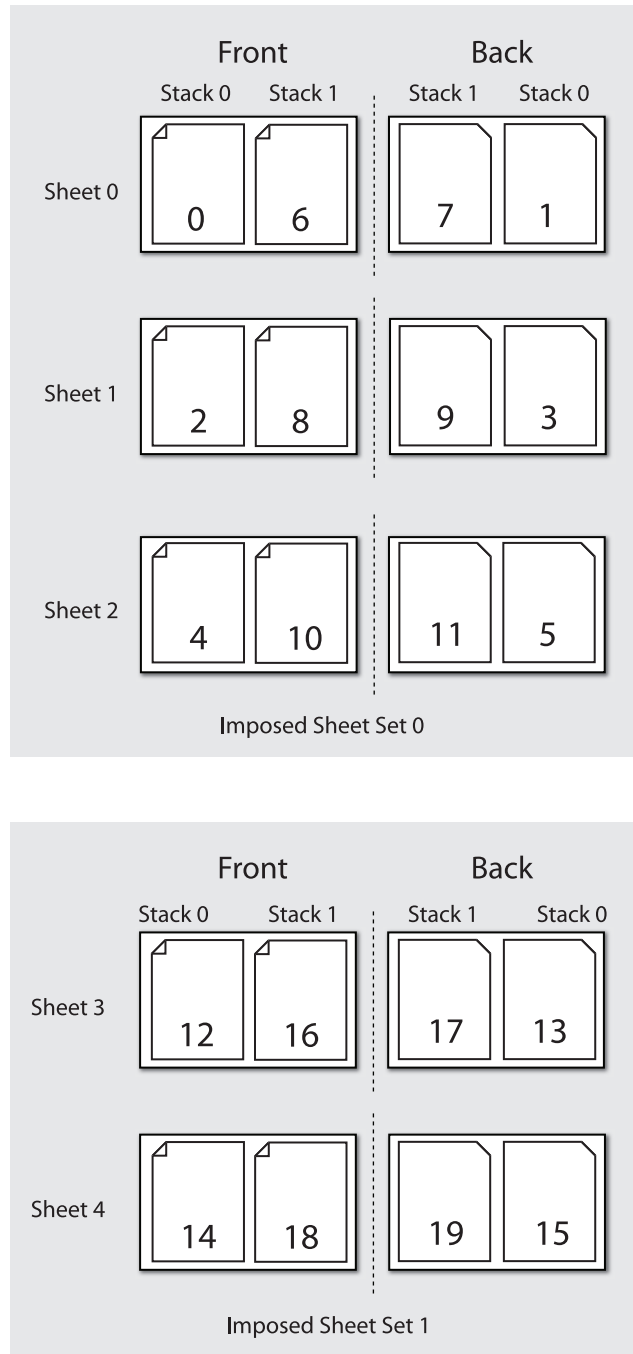 Front Back
Stack 0 Stack 1 Stack 1 Stack 0
Sheet 0 0 6 7 1
Sheet 1 2 8 9 3
Sheet 2 4 10 11 5
Imposed Sheet Set 0
Front Back
Stack 0 Stack 1 Stack 1 Stack 0
Sheet 3 12 16 17 13
Sheet 4 14 18 19 15
Imposed Sheet Set 1